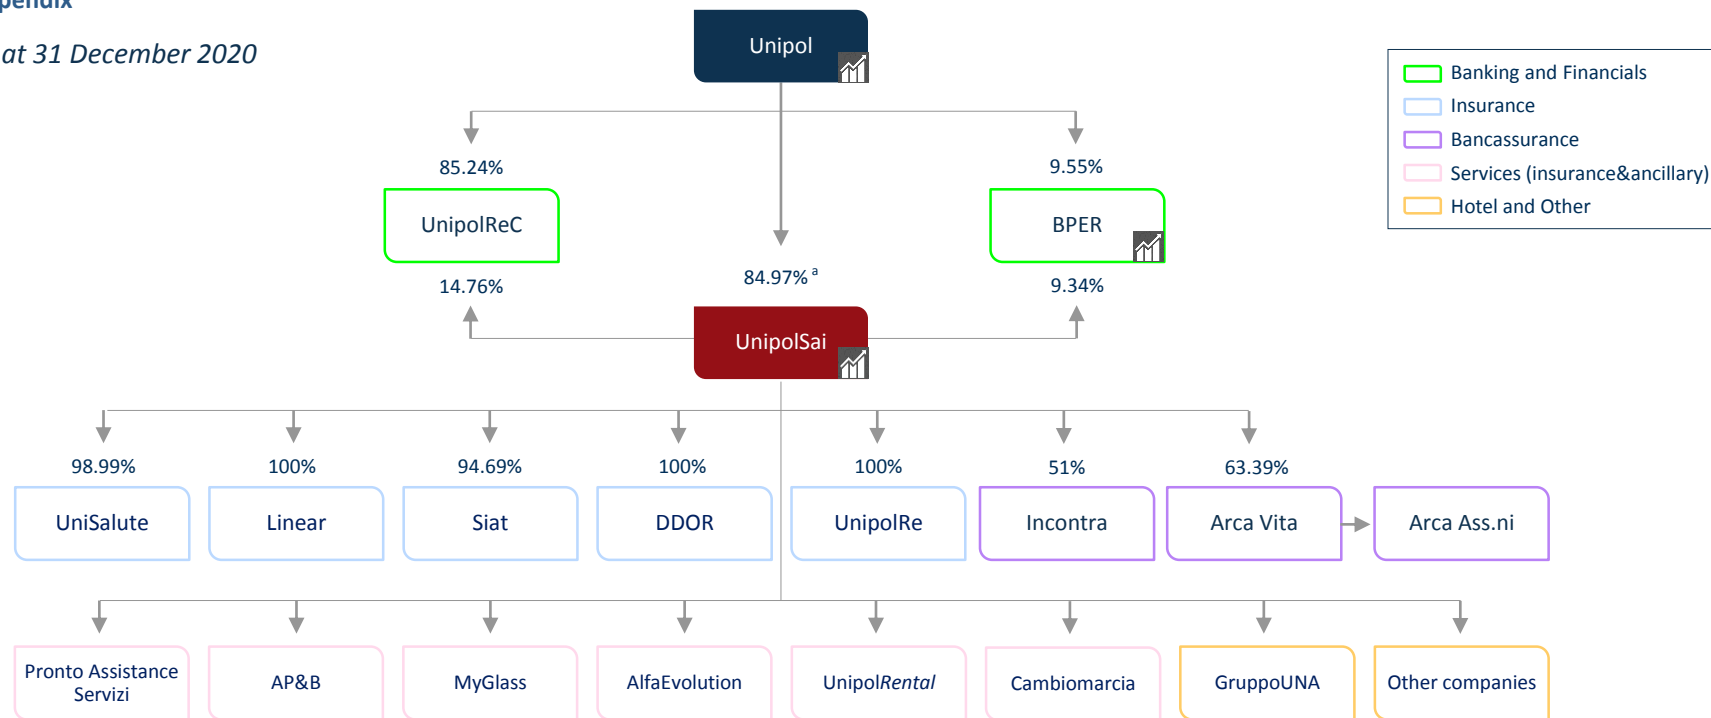 pendix
at 31 December 2020
Unipol
Banking and Financials
Insurance
Bancassurance
Services (insurance&ancillary)
Hotel and Other
85.24%
9.55%
UnipolReC
BPER
14.76%
84.97% a
9.34%
UnipolSai
98.99%
100%
94.69%
100%
100%
51%
63.39%
UniSalute
Linear
Siat
DDOR
UnipolRe
Incontra
Arca Vita
Arca Ass.ni
Pronto Assistance
Servizi
AP&B
MyGlass
AlfaEvolution
UnipolRental
Cambiomarcia
GruppoUNA
Other companies